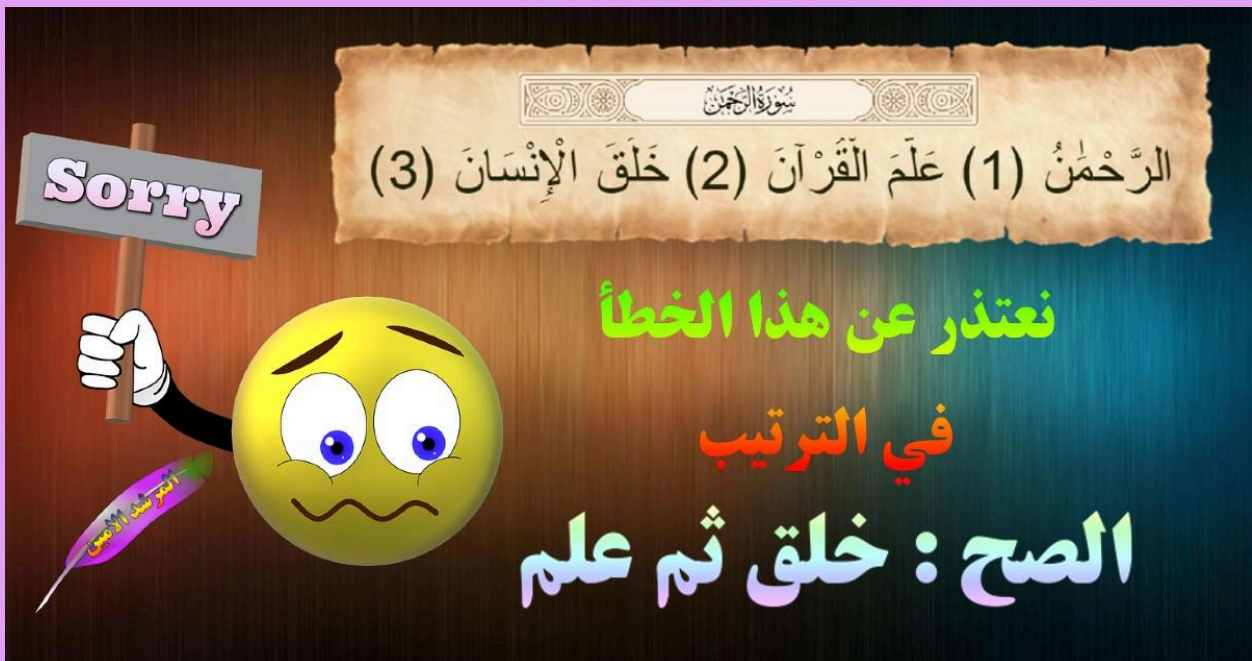 سُورَةُ الرَّحْمَٰن
الرَّحْمَٰنُ (1) عَلَّمَ الْقُرْآنَ (2) خَلَقَ الْإِنْسَانَ (3)
Sorry
نعتذر عن هذا الخطأ
في الترتيب
الصح : خلق ثم علم
المرشد الأمين